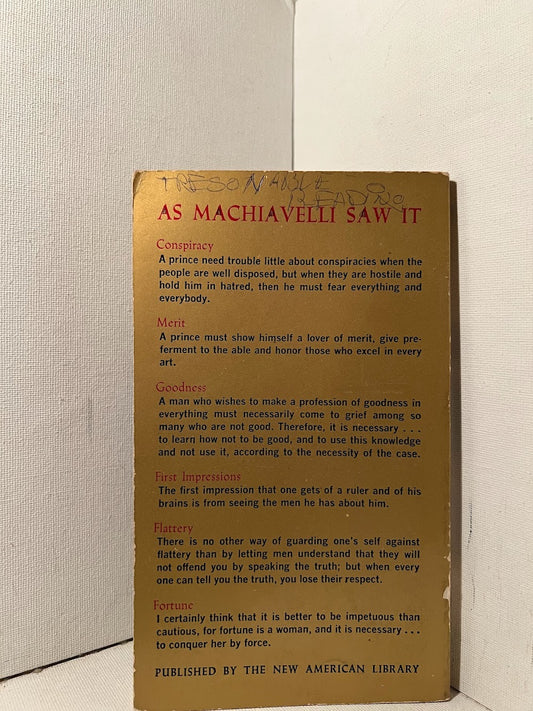 TRESONABLE
READING
AS MACHIAVELLI SAW IT
Conspiracy
A prince need trouble little about conspiracies when the
people are well disposed, but when they are hostile and
hold him in hatred, then he must fear everything and
everybody.
Merit
A prince must show himself a lover of merit, give pre-
ferment to the able and honor those who excel in every
art.
Goodness
A man who wishes to make a profession of goodness in
everything must necessarily come to grief among so
many who are not good. Therefore, it is necessary . . .
to learn how not to be good, and to use this knowledge
and not use it, according to the necessity of the case.
First Impressions
The first impression that one gets of a ruler and of his
brains is from seeing the men he has about him.
Flattery
There is no other way of guarding one's self against
flattery than by letting men understand that they will
not offend you by speaking the truth; but when every
one can tell you the truth, you lose their respect.
Fortune
I certainly think that it is better to be impetuous than
cautious, for fortune is a woman, and it is necessary . . .
to conquer her by force.
PUBLISHED BY THE NEW AMERICAN LIBRARY